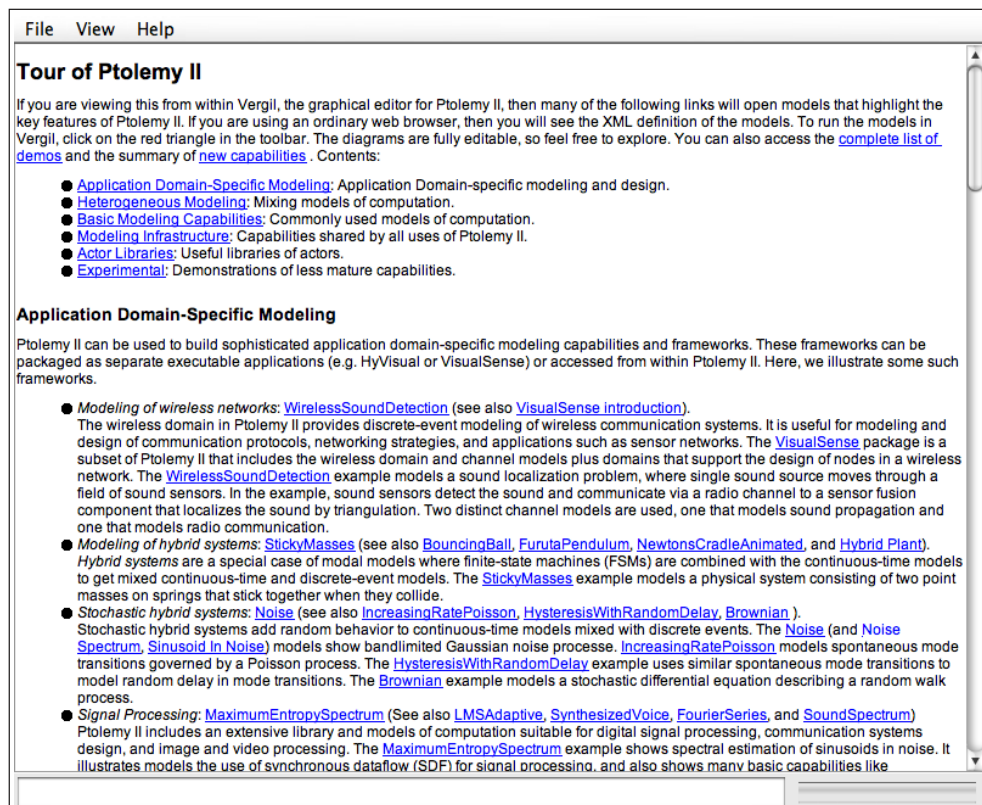 File View Help
Tour of Ptolemy II
If you are viewing this from within Vergil, the graphical editor for Ptolemy II, then many of the following links will open models that highlight the
key features of Ptolemy II. If you are using an ordinary web browser, then you will see the XML definition of the models. To run the models in
Vergil, click on the red triangle in the toolbar. The diagrams are fully editable, so feel free to explore. You can also access the complete list of
demos and the summary of new capabilities . Contents:
● Application Domain-Specific Modeling: Application Domain-specific modeling and design.
● Heterogeneous Modeling: Mixing models of computation.
● Basic Modeling Capabilities: Commonly used models of computation.
● Modeling Infrastructure: Capabilities shared by all uses of Ptolemy II.
● Actor Libraries: Useful libraries of actors.
● Experimental: Demonstrations of less mature capabilities.
Application Domain-Specific Modeling
Ptolemy II can be used to build sophisticated application domain-specific modeling capabilities and frameworks. These frameworks can be
packaged as separate executable applications (e.g. HyVisual or VisualSense) or accessed from within Ptolemy II. Here, we illustrate some such
frameworks.
● Modeling of wireless networks: WirelessSoundDetection (see also VisualSense introduction).
The wireless domain in Ptolemy II provides discrete-event modeling of wireless communication systems. It is useful for modeling and
design of communication protocols, networking strategies, and applications such as sensor networks. The VisualSense package is a
subset of Ptolemy II that includes the wireless domain and channel models plus domains that support the design of nodes in a wireless
network. The WirelessSoundDetection example models a sound localization problem, where single sound source moves through a
field of sound sensors. In the example, sound sensors detect the sound and communicate via a radio channel to a sensor fusion
component that localizes the sound by triangulation. Two distinct channel models are used, one that models sound propagation and
one that models radio communication.
● Modeling of hybrid systems: StickyMasses (see also BouncingBall, FurutaPendulum, NewtonsCradleAnimated, and Hybrid Plant).
Hybrid systems are a special case of modal models where finite-state machines (FSMs) are combined with the continuous-time models
to get mixed continuous-time and discrete-event models. The StickyMasses example models a physical system consisting of two point
masses on springs that stick together when they collide.
● Stochastic hybrid systems: Noise (see also IncreasingRatePoisson, HysteresisWithRandomDelay, Brownian ).
Stochastic hybrid systems add random behavior to continuous-time models mixed with discrete events. The Noise (and Noise
Spectrum, Sinusoid In Noise) models show bandlimited Gaussian noise processe. IncreasingRatePoisson models spontaneous mode
transitions governed by a Poisson process. The HysteresisWithRandomDelay example uses similar spontaneous mode transitions to
model random delay in mode transitions. The Brownian example models a stochastic differential equation describing a random walk
process.
● Signal Processing: MaximumEntropySpectrum (See also LMSAdaptive, SynthesizedVoice, FourierSeries, and SoundSpectrum)
Ptolemy II includes an extensive library and models of computation suitable for digital signal processing, communication systems
design, and image and video processing. The MaximumEntropySpectrum example shows spectral estimation of sinusoids in noise. It
illustrates models the use of synchronous dataflow (SDF) for signal processing, and also shows many basic capabilities like